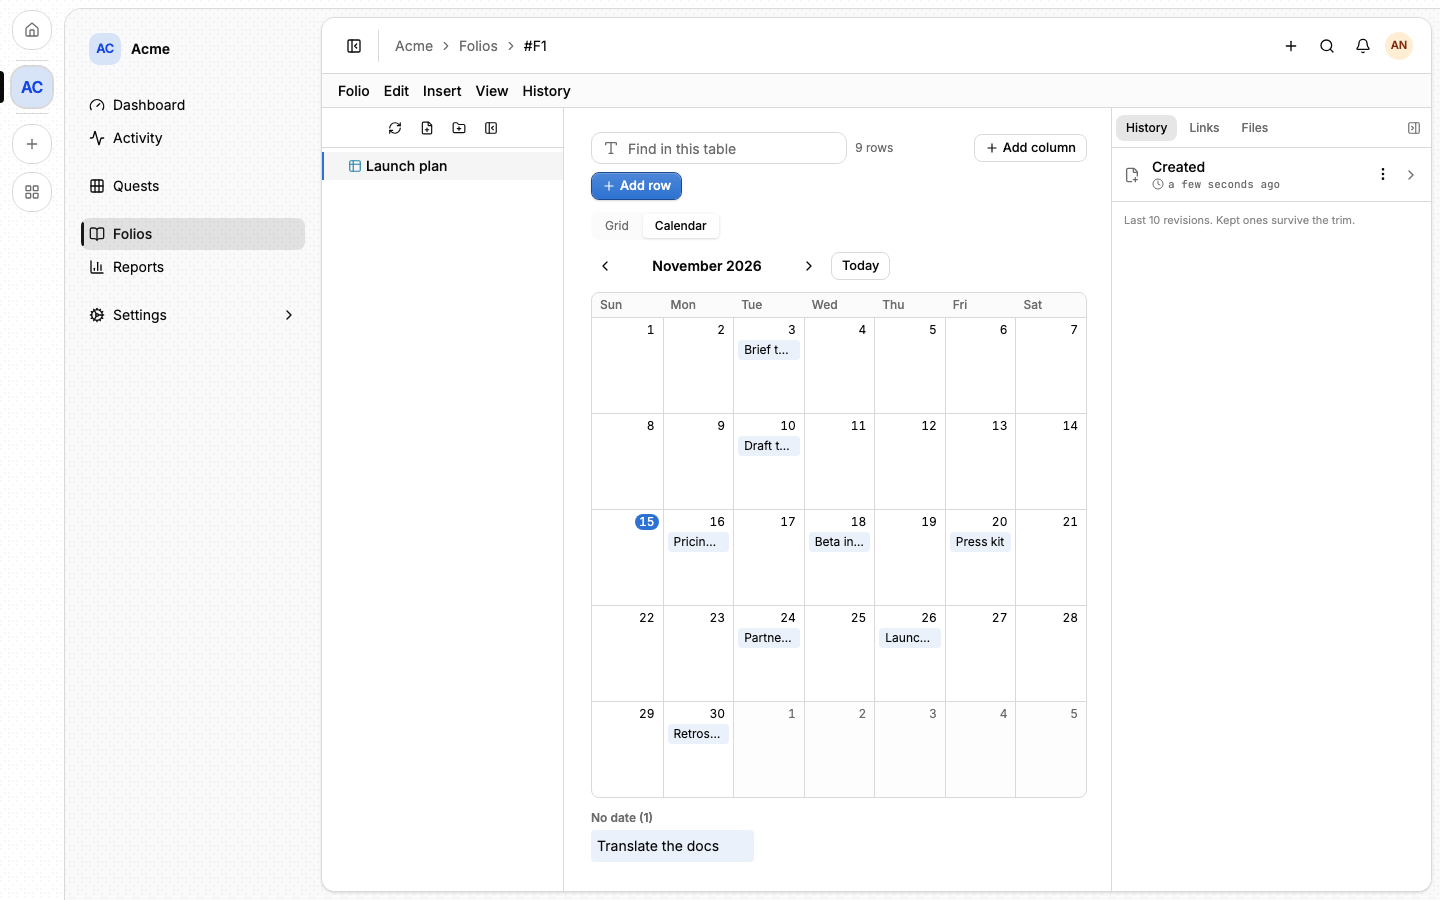 AC Acme
Acme > Folios > #F1
AN
AC
Folio Edit Insert View History
Dashboard
Activity
Quests
Folios
Reports
Settings
Launch plan
Find in this table
9 rows
Add column
Add row
Grid Calendar
November 2026
Today
Sun Mon Tue Wed Thu Fri Sat
1 2 3 4 5 6 7
Brief t...
8 9 10 11 12 13 14
Draft t...
15 16 17 18 19 20 21
Pricin... Beta in... Press kit
22 23 24 25 26 27 28
Partne... Launc...
29 30 1 2 3 4 5
Retros...
No date (1)
Translate the docs
History Links Files
Created
a few seconds ago
Last 10 revisions. Kept ones survive the trim.